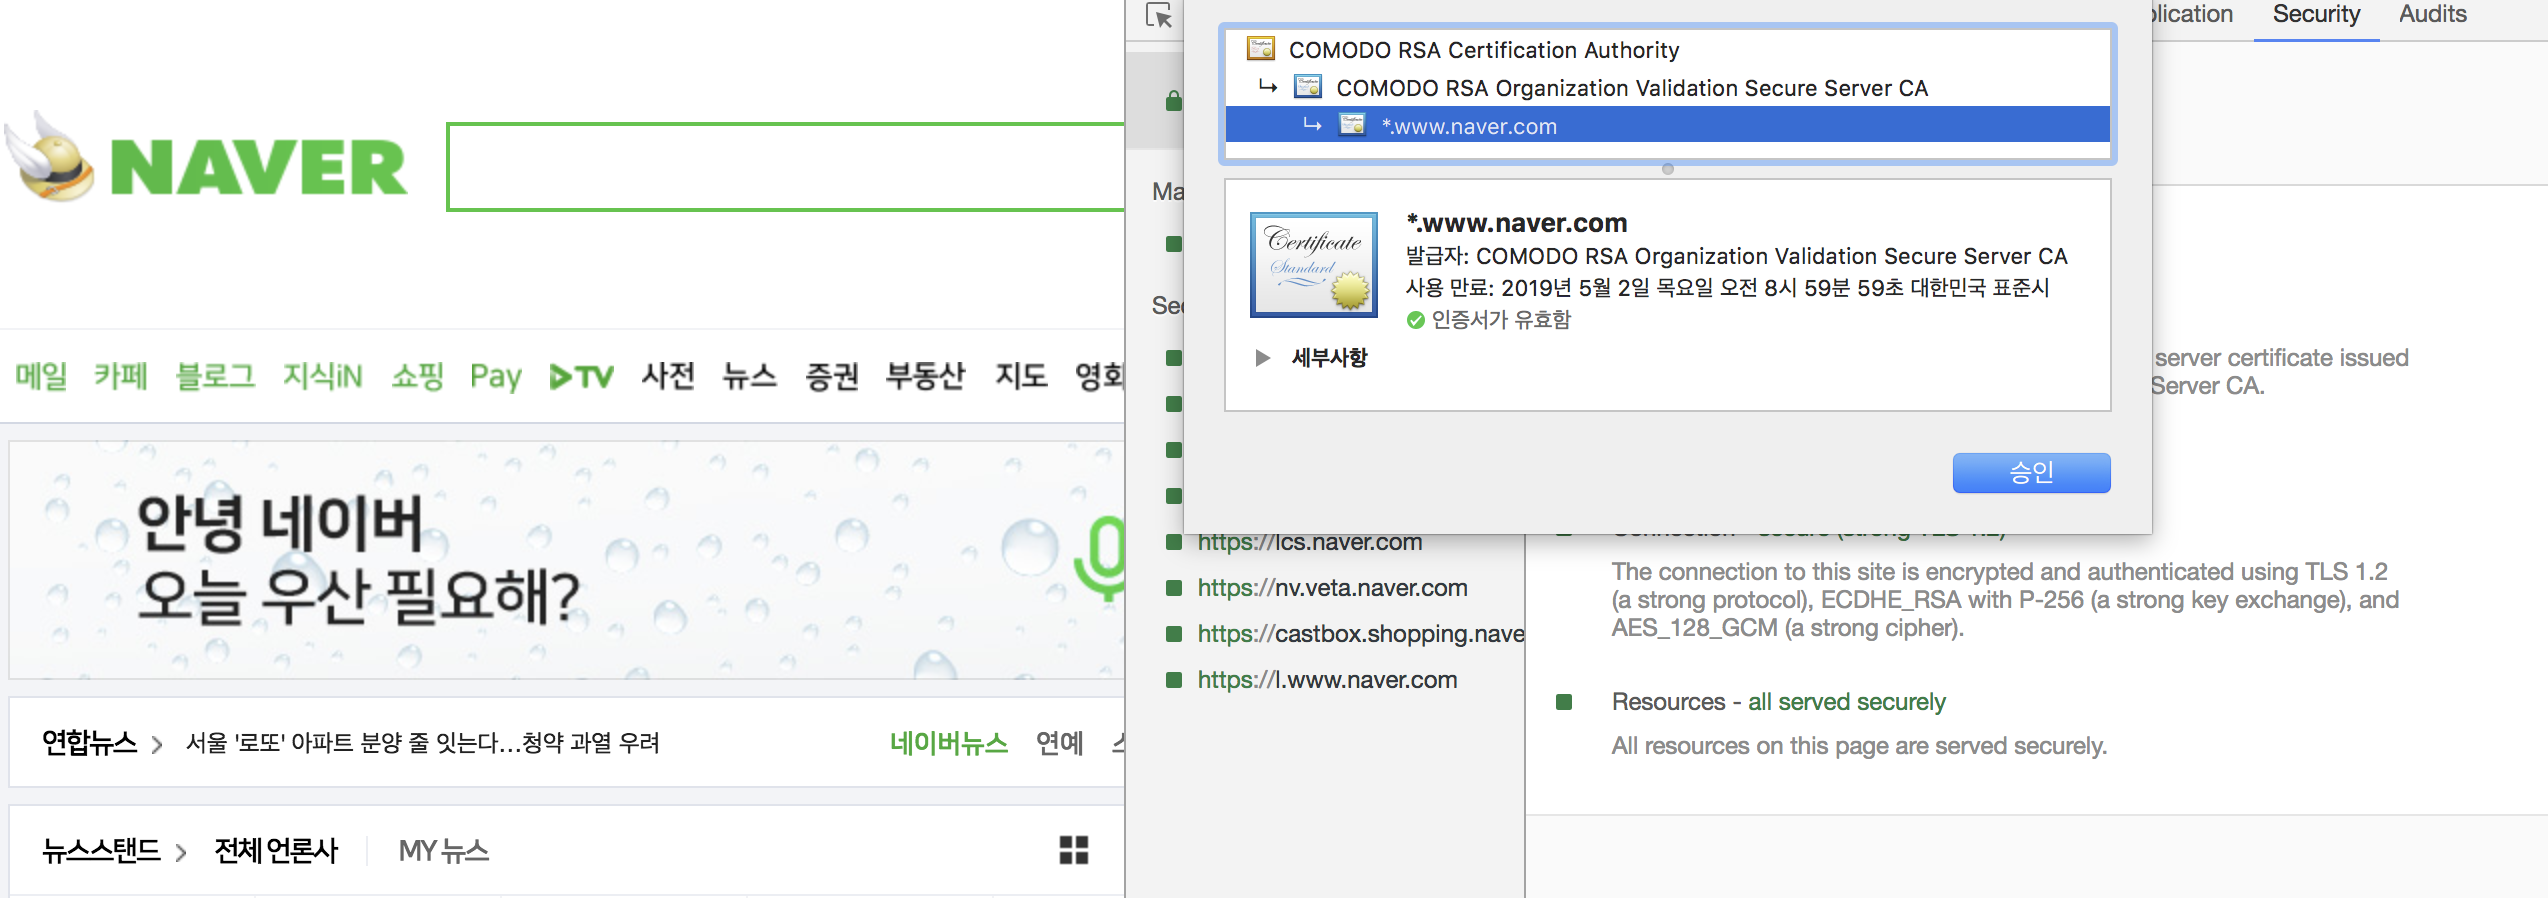 NAVER
메일 카페 블로그 지식iN 쇼핑 Pay TV 사전 뉴스 증권 부동산 지도 영화
안녕 네이버
오늘 우산 필요해?
연합뉴스 서울 '로또' 아파트 분양 줄 잇는다...청약 과열 우려 네이버뉴스 연예
뉴스스탠드 전체 언론사 MY 뉴스
Security Audits
COMODO RSA Certification Authority
COMODO RSA Organization Validation Secure Server CA
*.www.naver.com
Certificate
Standard
*.www.naver.com
발급자: COMODO RSA Organization Validation Secure Server CA
사용 만료: 2019년 5월 2일 목요일 오전 8시 59분 59초 대한민국 표준시
인증서가 유효함
세부사항
승인
https://lcs.naver.com
https://nv.veta.naver.com
https://castbox.shopping.nave
https://l.www.naver.com
server certificate issued
Server CA.
Connection - secure (strong TLS 1.2)
The connection to this site is encrypted and authenticated using TLS 1.2
(a strong protocol), ECDHE_RSA with P-256 (a strong key exchange), and
AES_128_GCM (a strong cipher).
Resources - all served securely
All resources on this page are served securely.